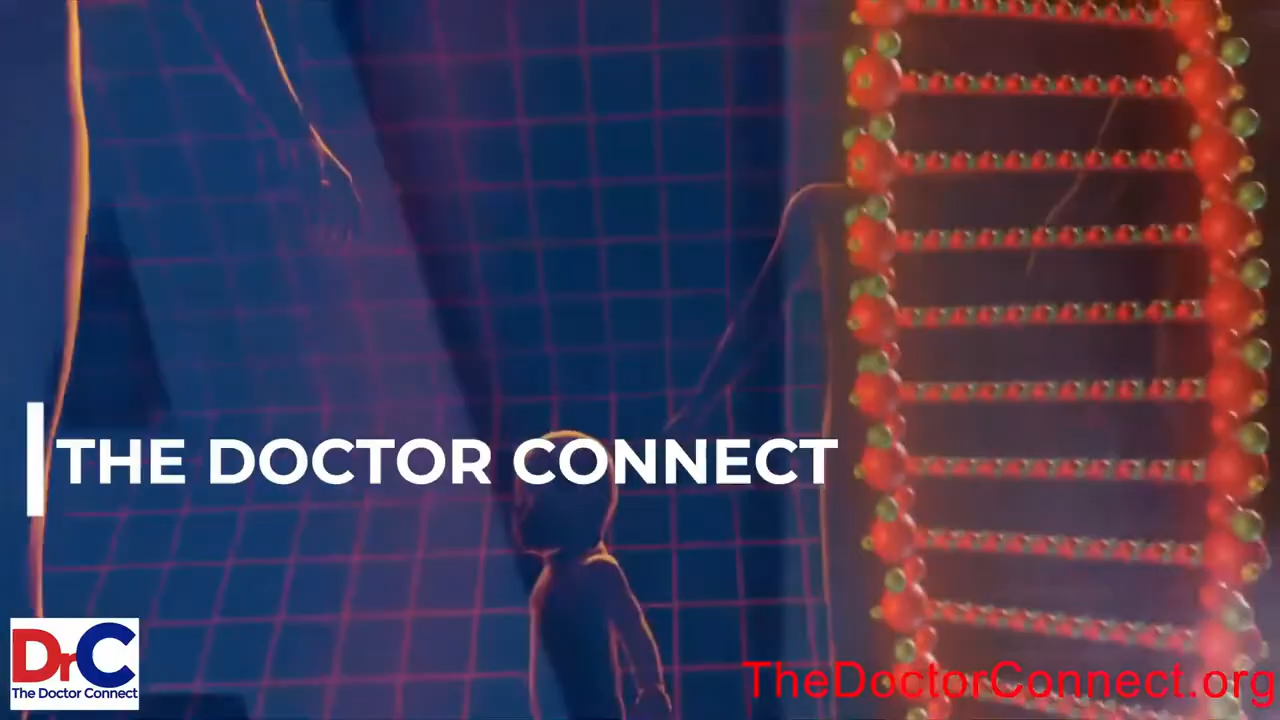 THE DOCTOR CONNECT
DrC
The Doctor Connect
TheDoctorConnect.org